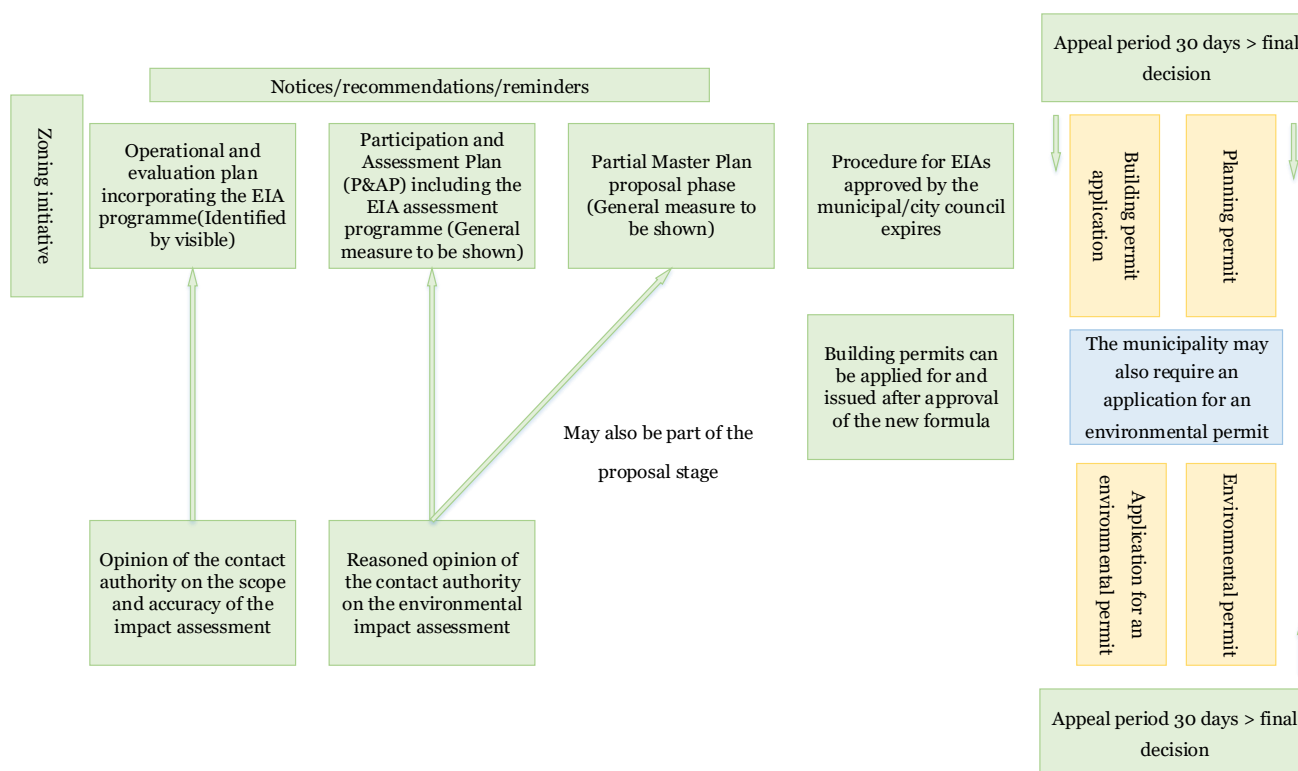 Appeal period 30 days > final
decision
Notices/recommendations/reminders
Zoning initiative
Operational and
evaluation plan
incorporating the EIA
programme(Identified
by visible)
Participation and
Assessment Plan
(P&AP) including the
EIA assessment
programme (General
measure to be shown)
Partial Master Plan
proposal phase
(General measure to
be shown)
Procedure for EIAs
approved by the
municipal/city council
expires
Building permit
application
Planning permit
Building permits can
be applied for and
issued after approval
of the new formula
The municipality may
also require an
application for an
environmental permit
May also be part of the
proposal stage
Opinion of the contact
authority on the scope
and accuracy of the
impact assessment
Reasoned opinion of
the contact authority
on the environmental
impact assessment
Application for an
environmental permit
Environmental permit
Appeal period 30 days > final
decision